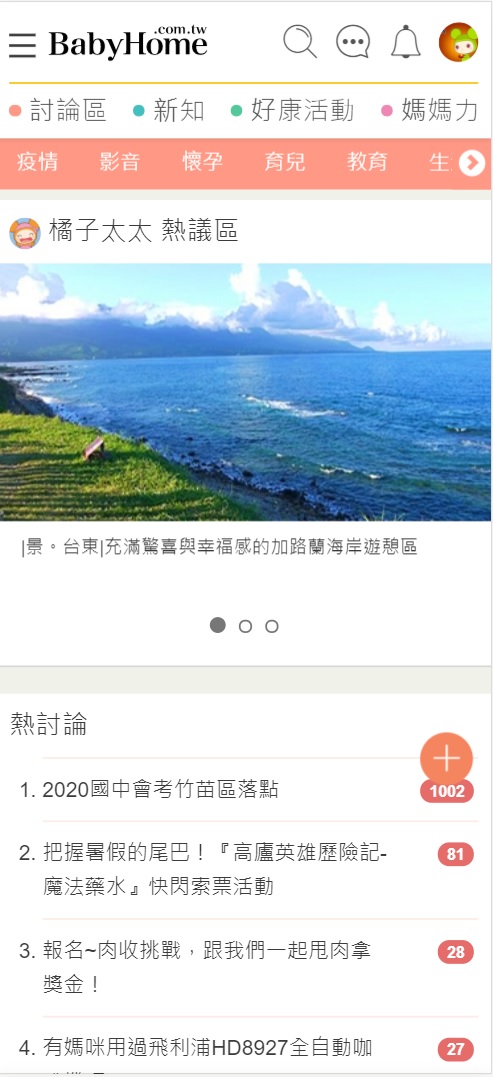 BabyHome.com.tw
討論區 新知 好康活動 媽媽力
疫情 影音 懷孕 育兒 教育 生
橘子太太 熱議區
|景。台東|充滿驚喜與幸福感的加路蘭海岸遊憩區
熱討論
1. 2020國中會考竹苗區落點 1002
2. 把握暑假的尾巴！『高廬英雄歷險記- 81
魔法藥水』快閃索票活動
3. 報名~肉收挑戰，跟我們一起甩肉拿 28
獎金！
4. 有媽咪用過飛利浦HD8927全自動咖 27